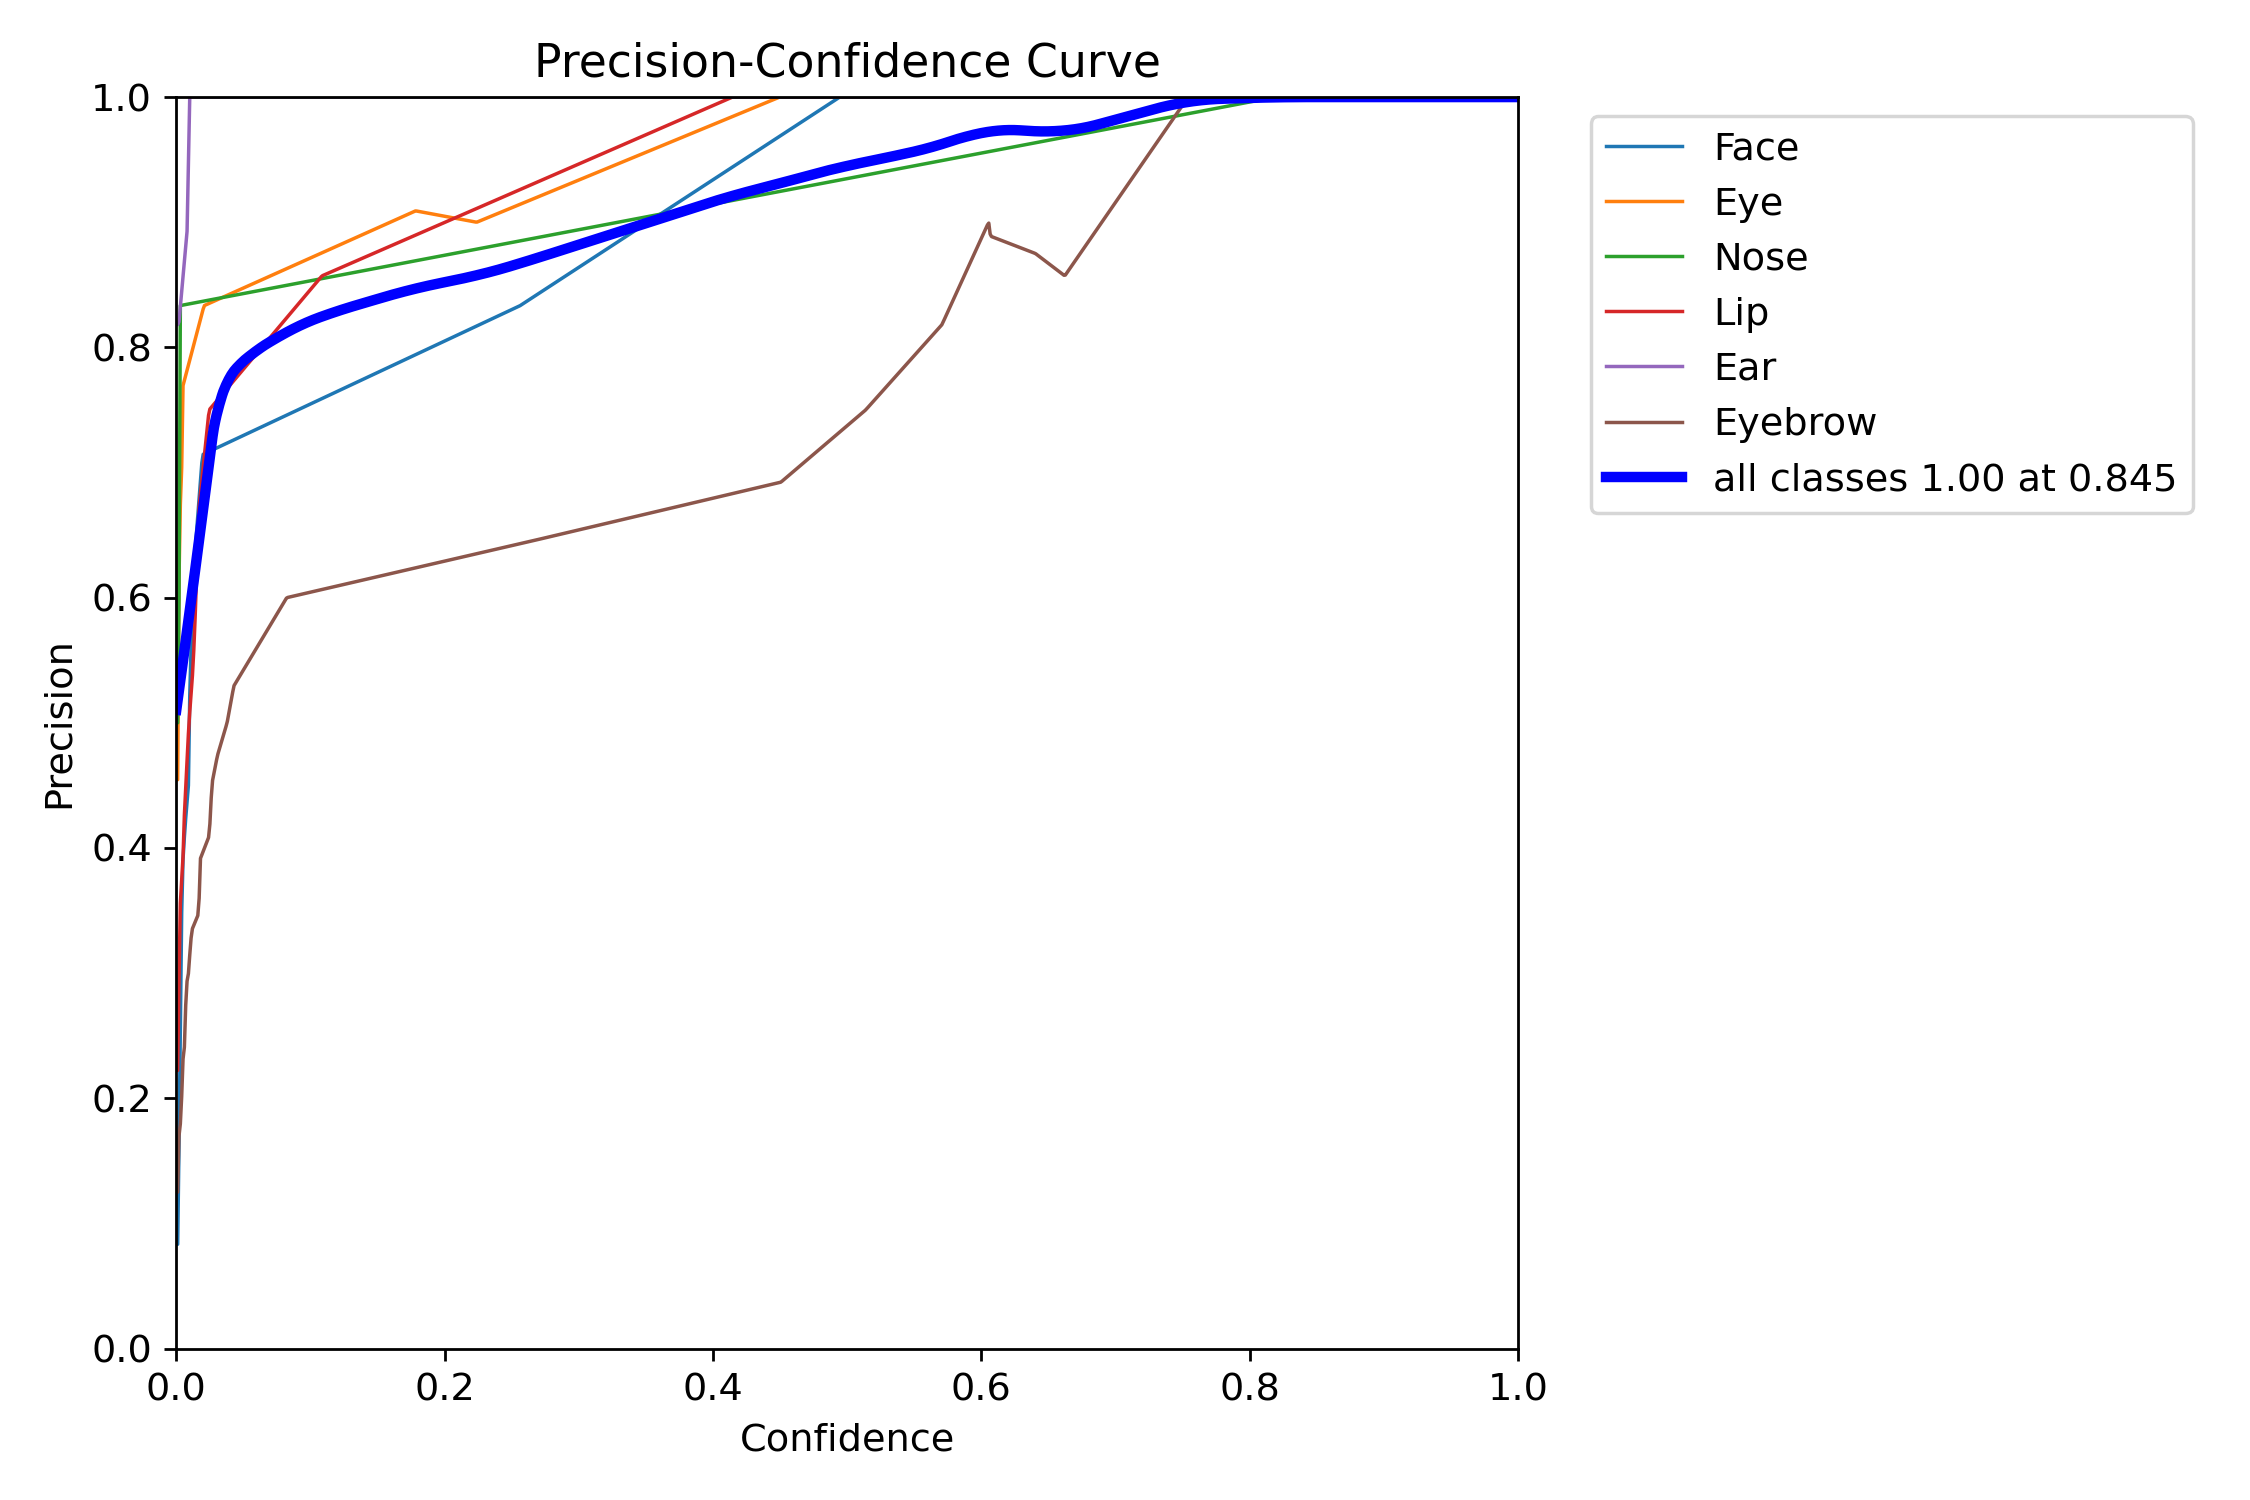 Precision-Confidence Curve
1.0
0.8
0.6
0.4
0.2
0.0
Precision
0.0 0.2 0.4 0.6 0.8 1.0
Confidence
Face
Eye
Nose
Lip
Ear
Eyebrow
all classes 1.00 at 0.845